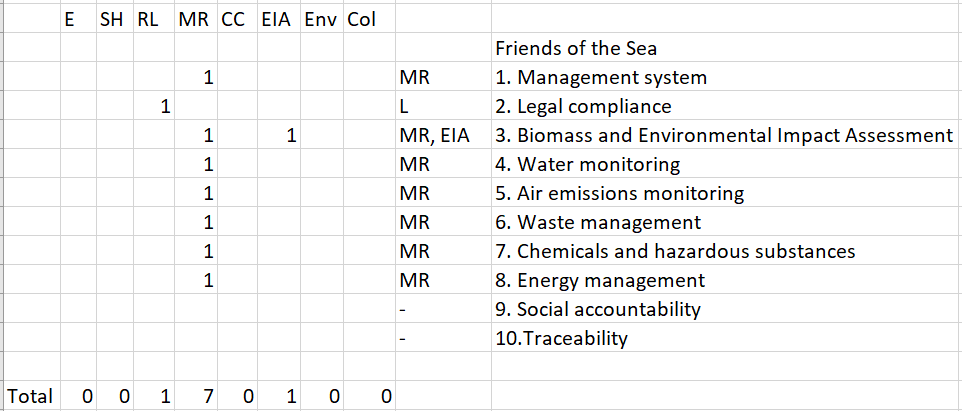 E SH RL MR CC EIA Env Col
Friends of the Sea
1 MR 1. Management system
1 L 2. Legal compliance
1 1 MR, EIA 3. Biomass and Environmental Impact Assessment
1 MR 4. Water monitoring
1 MR 5. Air emissions monitoring
1 MR 6. Waste management
1 MR 7. Chemicals and hazardous substances
1 MR 8. Energy management
- 9. Social accountability
- 10.Traceability
Total 0 0 1 7 0 1 0 0